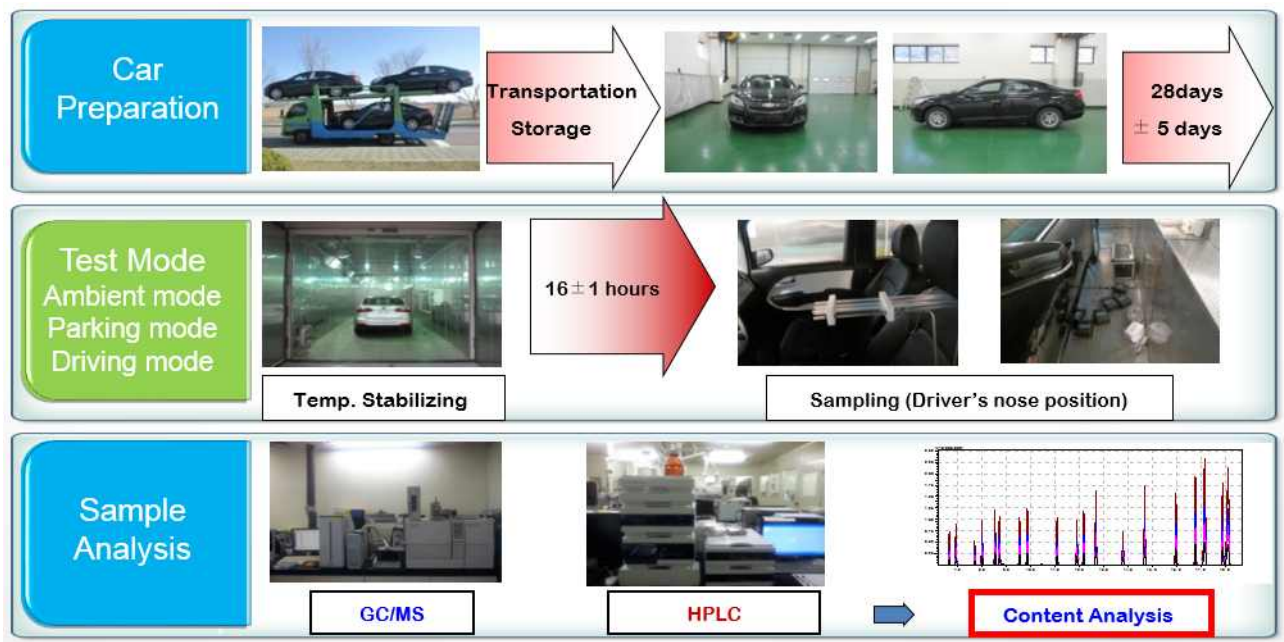 Car
Preparation
Transportation
Storage
28days
± 5 days
Test Mode
Ambient mode
Parking mode
Driving mode
16±1 hours
Temp. Stabilizing
Sampling (Driver's nose position)
Sample
Analysis
GC/MS
HPLC
Content Analysis